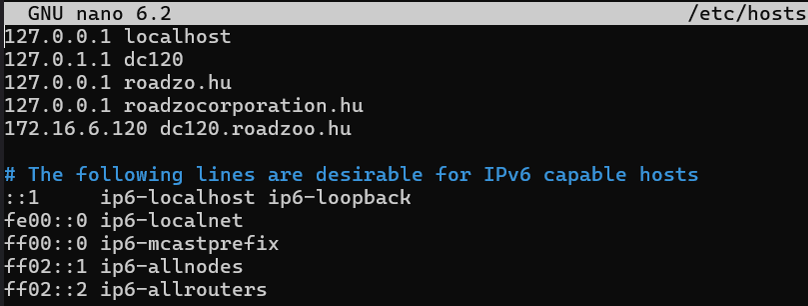 GNU nano 6.2 /etc/hosts
127.0.0.1 localhost
127.0.1.1 dc120
127.0.0.1 roadzo.hu
127.0.0.1 roadzocorporation.hu
172.16.6.120 dc120.roadzoo.hu
# The following lines are desirable for IPv6 capable hosts
::1     ip6-localhost ip6-loopback
fe00::0 ip6-localnet
ff00::0 ip6-mcastprefix
ff02::1 ip6-allnodes
ff02::2 ip6-allrouters